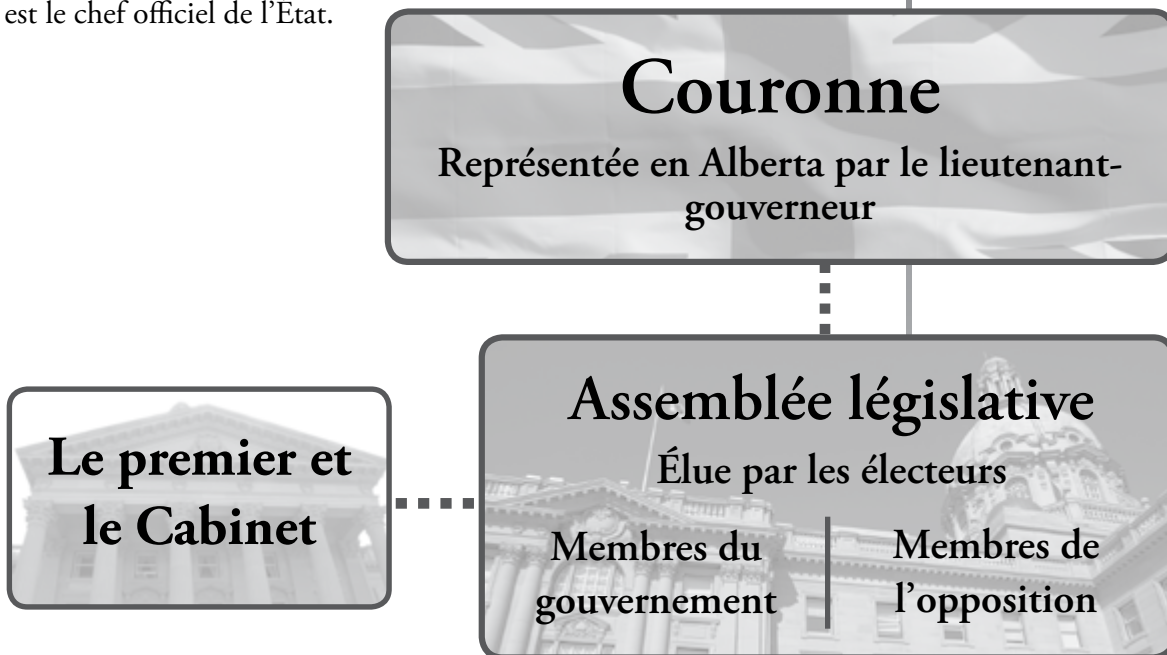 est le chef officiel de l'État.
Couronne
Représentée en Alberta par le lieutenant-
gouverneur
Assemblée législative
Élue par les électeurs
Membres du
gouvernement
Membres de
l'opposition
Le premier et
le Cabinet